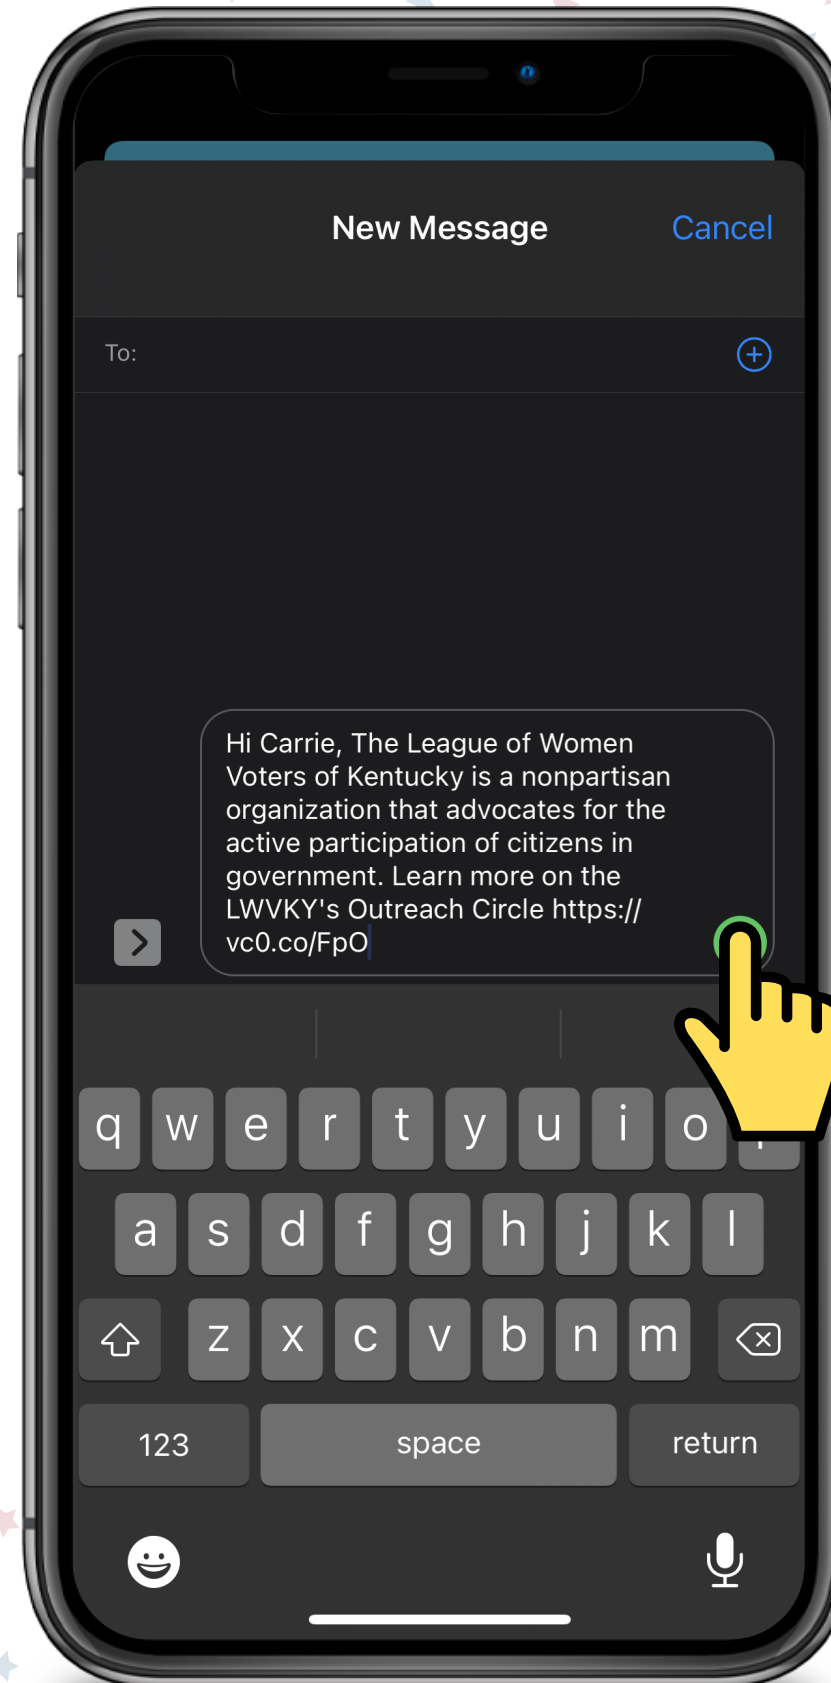 New Message
Cancel
To:
Hi Carrie, The League of Women
Voters of Kentucky is a nonpartisan
organization that advocates for the
active participation of citizens in
government. Learn more on the
LWVKY's Outreach Circle https://
vc0.co/FpO
q w e r t y u i o
a s d f g h j k l
z x c v b n m
123 space return